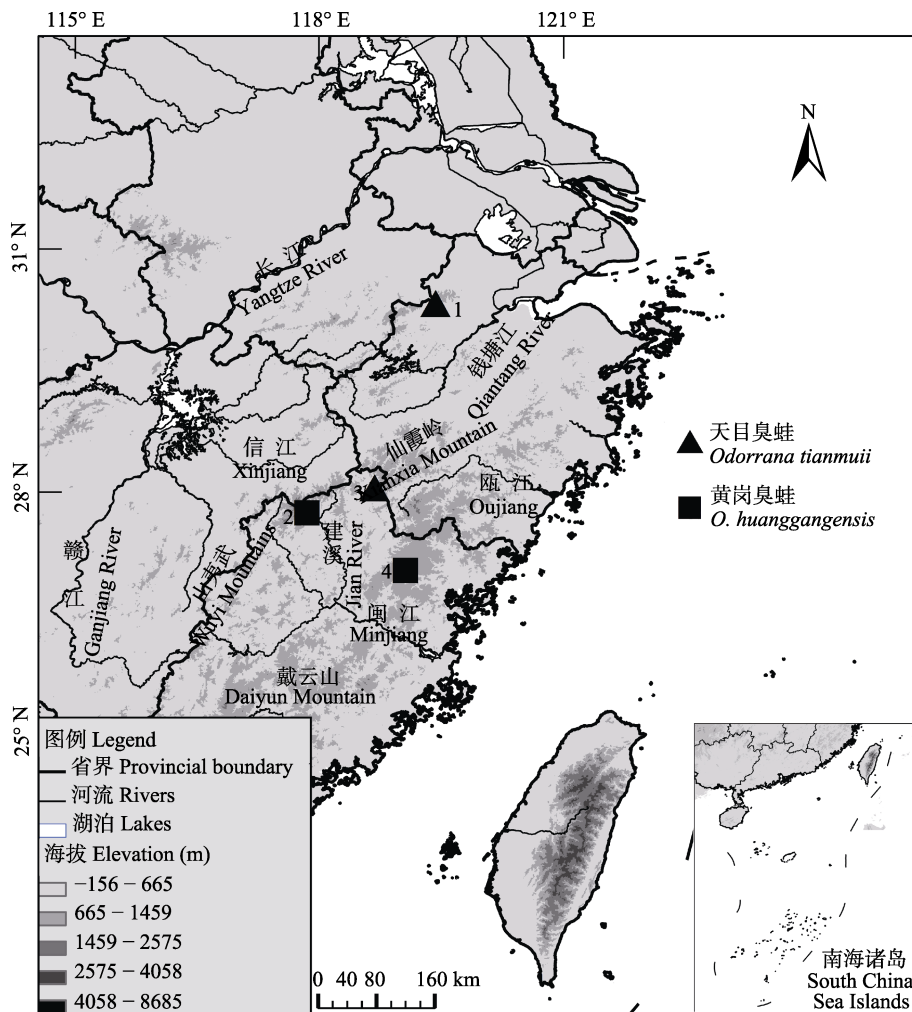 115° E
118° E
121° E
N
31° N
28° N
25° N
长 江
Yangtze River
1
钱塘江
Qiantang River
仙霞岭
Xianxia Mountain
信 江
Xinjiang
瓯 江
Oujiang
3
2
4
建溪
Jian River
赣江
Ganjiang River
武夷山
Wuyi Mountains
闽 江
Minjiang
戴云山
Daiyun Mountain
天目臭蛙
Odorrana tianmuii
黄岗臭蛙
O. huanggangensis
图例 Legend
省界 Provincial boundary
河流 Rivers
湖泊 Lakes
海拔 Elevation (m)
−156 − 665
665 − 1459
1459 − 2575
2575 − 4058
4058 − 8685
0 40 80 160 km
南海诸岛
South China
Sea Islands